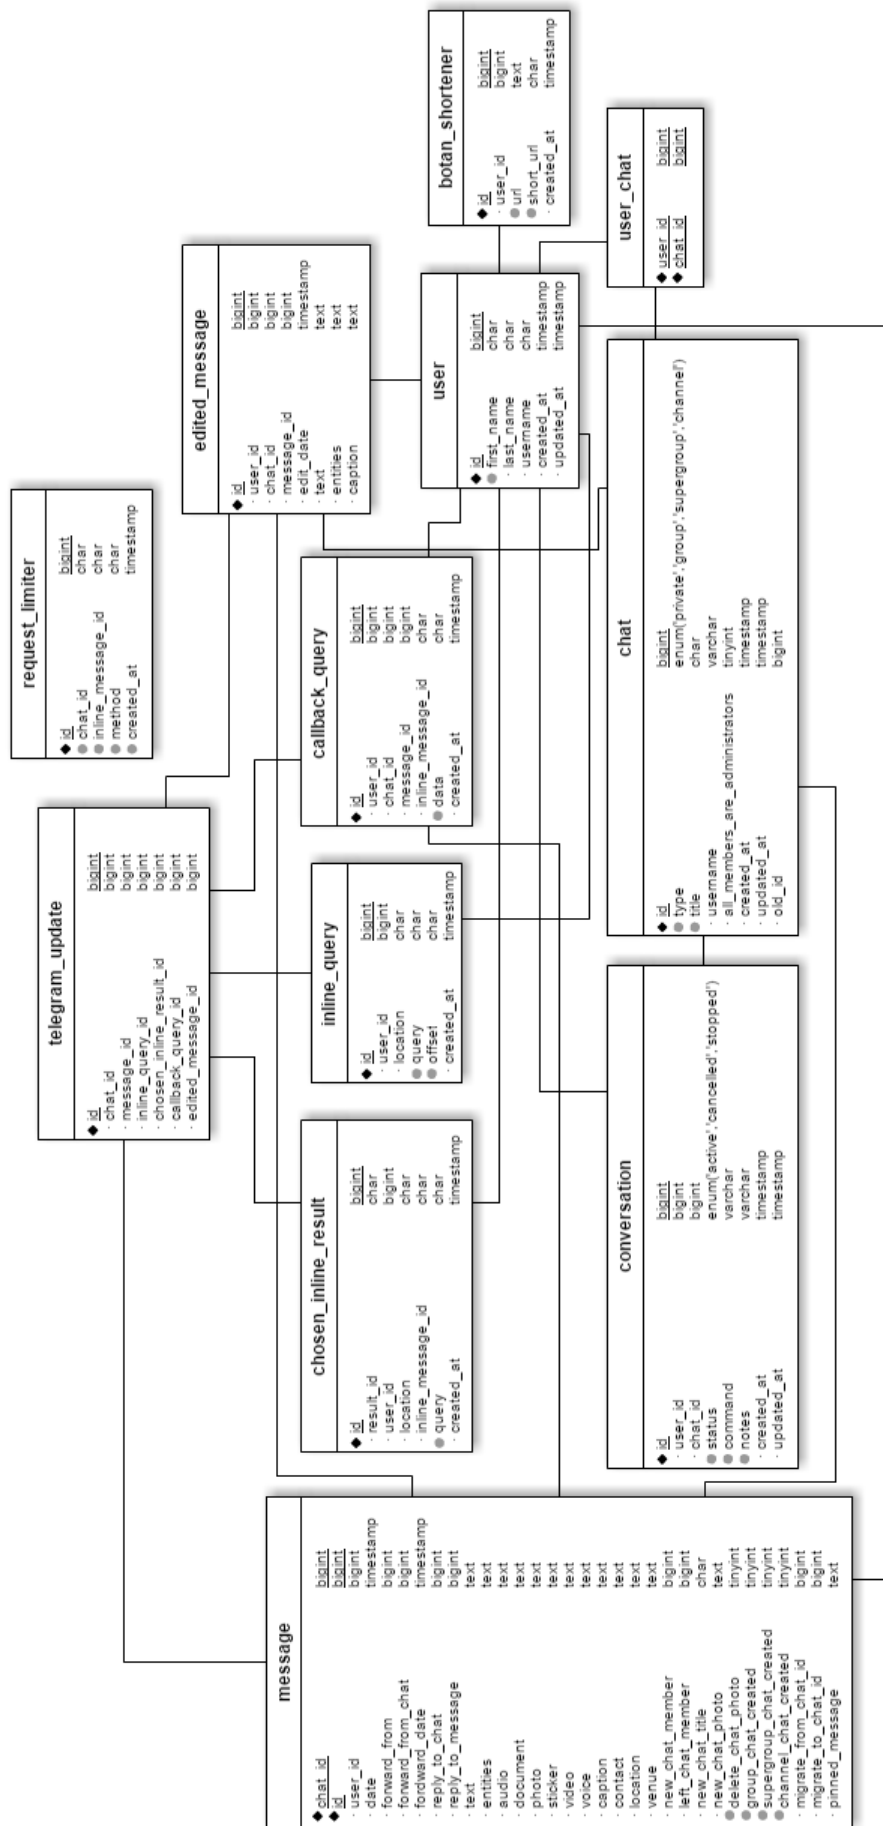 request_limiter
id bigint
chat_id char
inline_message_id char
method char
created_at timestamp
telegram_update
id bigint
chat_id bigint
message_id bigint
inline_query_id bigint
chosen_inline_result_id bigint
callback_query_id bigint
edited_message_id bigint
edited_message
id bigint
user_id bigint
chat_id bigint
message_id bigint
edit_date timestamp
text text
entities text
caption text
botan_shortener
id bigint
user_id bigint
url text
short_url char
created_at timestamp
message
chat_id bigint
id bigint
user_id bigint
date timestamp
forward_from bigint
forward_from_chat bigint
fordward_date timestamp
reply_to_chat bigint
reply_to_message bigint
text text
entities text
audio text
document text
photo text
sticker text
video text
voice text
caption text
contact text
location text
venue text
new_chat_member bigint
left_chat_member bigint
new_chat_title char
new_chat_photo text
delete_chat_photo tinyint
group_chat_created tinyint
supergroup_chat_created tinyint
channel_chat_created tinyint
migrate_from_chat_id bigint
migrate_to_chat_id bigint
pinned_message text
chosen_inline_result
id bigint
result_id char
user_id bigint
location char
inline_message_id char
query char
created_at timestamp
inline_query
id bigint
user_id bigint
location char
query char
offset char
created_at timestamp
callback_query
id bigint
user_id bigint
chat_id bigint
message_id bigint
inline_message_id char
data char
created_at timestamp
user
id bigint
first_name char
last_name char
username char
created_at timestamp
updated_at timestamp
user_chat
user_id bigint
chat_id bigint
conversation
id bigint
user_id bigint
chat_id bigint
status enum('active','cancelled','stopped')
command varchar
notes varchar
created_at timestamp
updated_at timestamp
chat
id bigint
type enum('private','group','supergroup','channel')
title char
username varchar
all_members_are_administrators tinyint
created_at timestamp
updated_at timestamp
old_id bigint